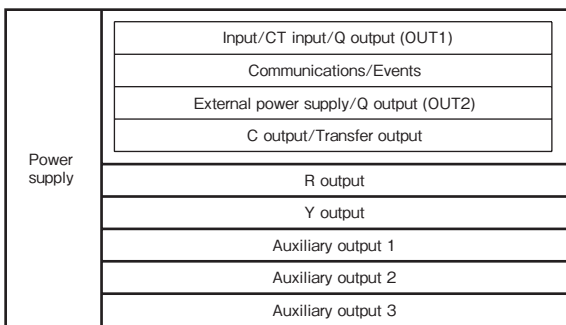 Input/CT input/Q output (OUT1)
Communications/Events
External power supply/Q output (OUT2)
C output/Transfer output
Power
supply
R output
Y output
Auxiliary output 1
Auxiliary output 2
Auxiliary output 3